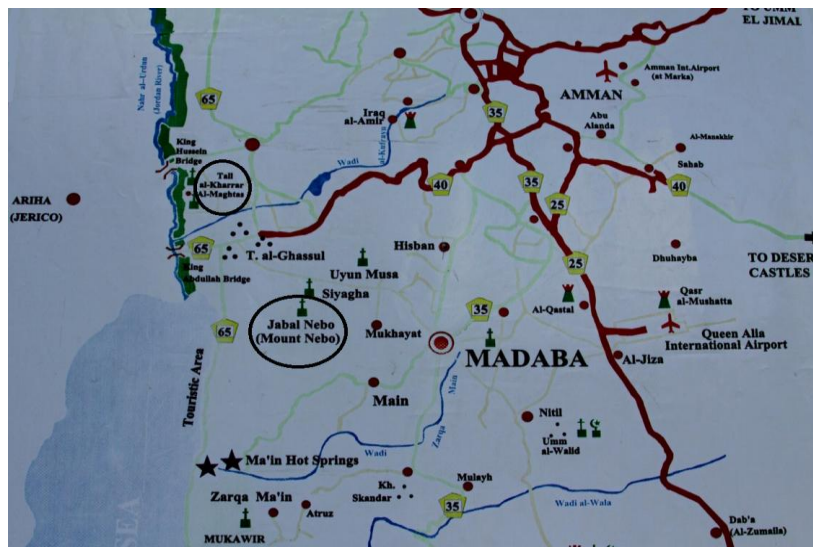 TO UMM
EL JIMAL
Nahr al-Urdun
(Jordan River)
65
Amman Int.Airport
(at Marka)
AMMAN
Iraq
al-Amir
35
Abu
Alanda
King
Hussein
Bridge
Wadi
al-Kafrayn
Al-Manskhir
Sahab
Tall
al-Kharrar
Al-Maghtas
40
35
40
ARIHA
(JERICO)
25
65
T. al-Ghassul
Hisban
Dhuhayba
TO DESER
CASTLES
King
Abdullah Bridge
Uyun Musa
25
Siyagha
Qasr
al-Mushatta
Al-Qastal
35
Jabal Nebo
(Mount Nebo)
65
Mukhayat
Queen Alia
International Airport
MADABA
Al-Jiza
Touristic Area
Main
Main
Zarqa
Wadi
Nitil
Umm
al-Walid
Ma'in Hot Springs
Mulayh
Kh.
Skandar
Zarqa Ma'in
Atruz
35
Wadi al-Wala
MUKAWIR
SEA
Dab'a
(Al-Zumaila)